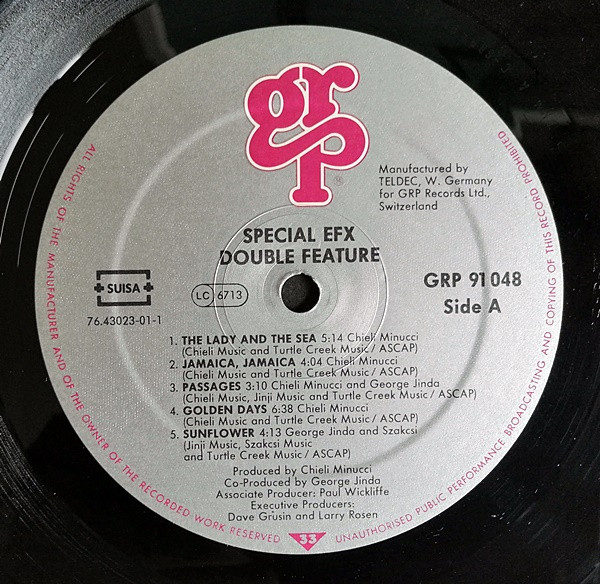 grp
®
Manufactured by
TELDEC, W. Germany
for GRP Records Ltd.,
Switzerland
SPECIAL EFX
DOUBLE FEATURE
SUISA
LC 6713
76.43023-01-1
GRP 91 048
Side A
1. THE LADY AND THE SEA 5:14 Chieli Minucci
(Chieli Music and Turtle Creek Music / ASCAP)
2. JAMAICA, JAMAICA 4:04 Chieli Minucci
(Chieli Music and Turtle Creek Music / ASCAP)
3. PASSAGES 3:10 Chieli Minucci and George Jinda
(Chieli Music, Jinji Music and Turtle Creek Music / ASCAP)
4. GOLDEN DAYS 6:38 Chieli Minucci
(Chieli Music and Turtle Creek Music / ASCAP)
5. SUNFLOWER 4:13 George Jinda and Szakcsi
(Jinji Music, Szakcsi Music
and Turtle Creek Music / ASCAP)
Produced by Chieli Minucci
Co-Produced by George Jinda
Associate Producer: Paul Wickliffe
Executive Producers:
Dave Grusin and Larry Rosen
ALL RIGHTS OF THE MANUFACTURER AND OF THE OWNER OF THE RECORDED WORK RESERVED
33
UNAUTHORISED PUBLIC PERFORMANCE BROADCASTING AND COPYING OF THIS RECORD PROHIBITED